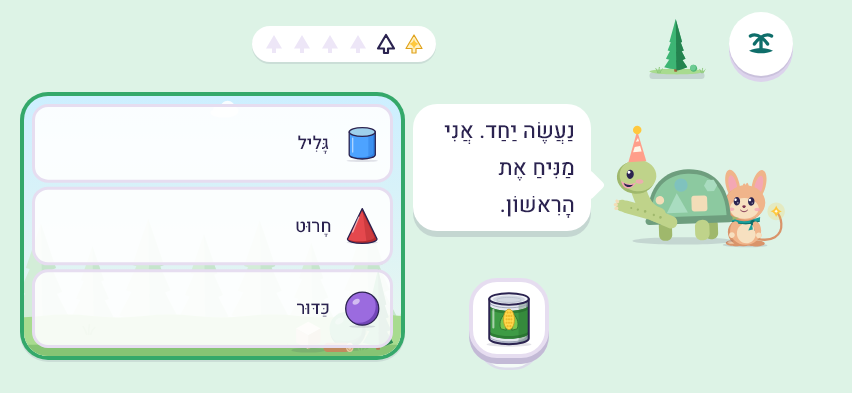 נַעֲשֶׂה יַחַד. אֲנִי
מַנִּיחַ אֶת
הָרִאשׁוֹן.
גָּלִיל
חָרוּט
כַּדּוּר